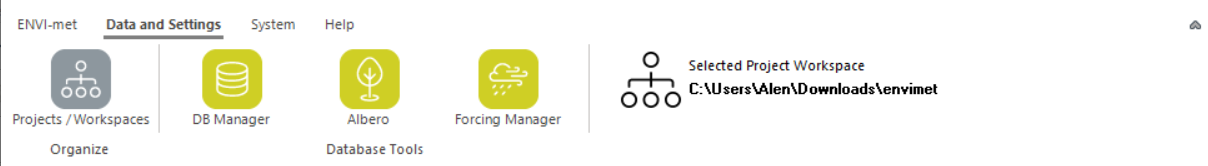 ENVI-met Data and Settings System Help
Selected Project Workspace
C:\Users\Alen\Downloads\envimet
Projects / Workspaces DB Manager Albero Forcing Manager
Organize Database Tools